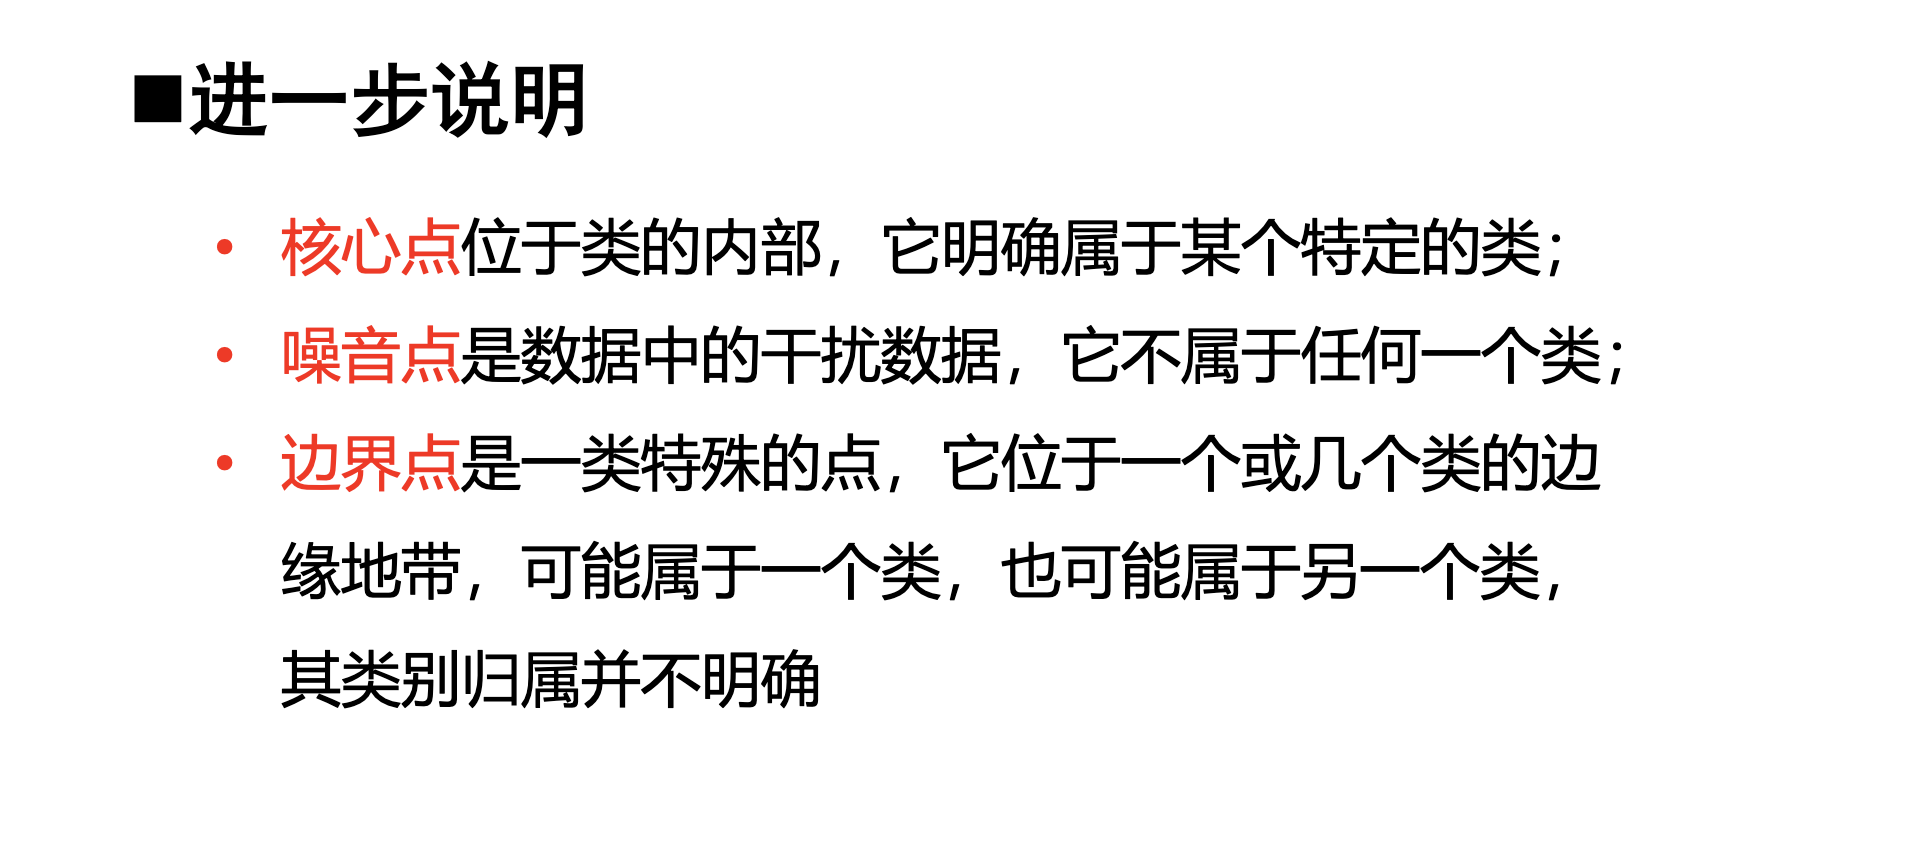 ■进一步说明
• 核心点位于类的内部，它明确属于某个特定的类；
• 噪音点是数据中的干扰数据，它不属于任何一个类；
• 边界点是一类特殊的点，它位于一个或几个类的边
缘地带，可能属于一个类，也可能属于另一个类，
其类别归属并不明确